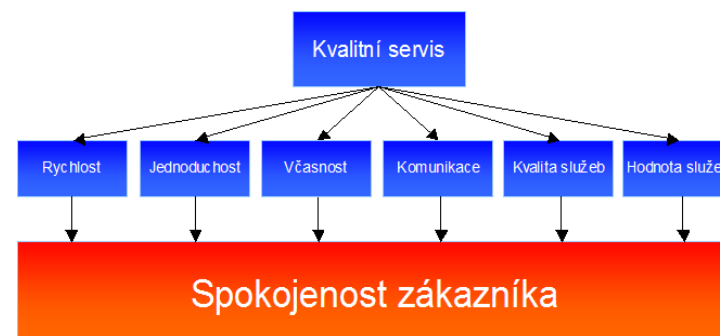 Kvalitní servis
Rychlost
Jednoduchost
Včasnost
Komunikace
Kvalita služeb
Hodnota služe
Spokojenost zákazníka